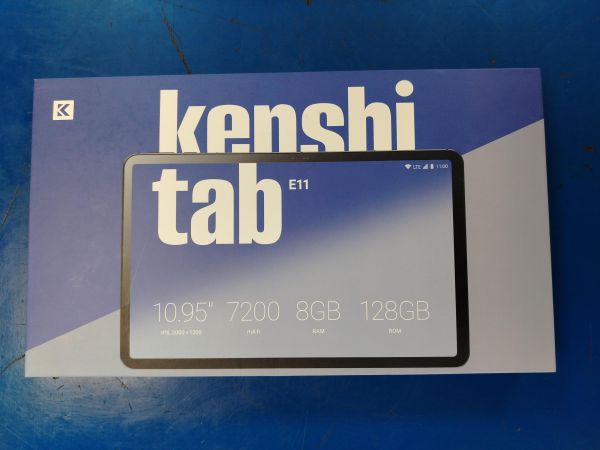 K
kenshi
tab E11
LTE 11:00
10.95" 7200 8GB 128GB
IPS, 2000×1200 mAh RAM ROM